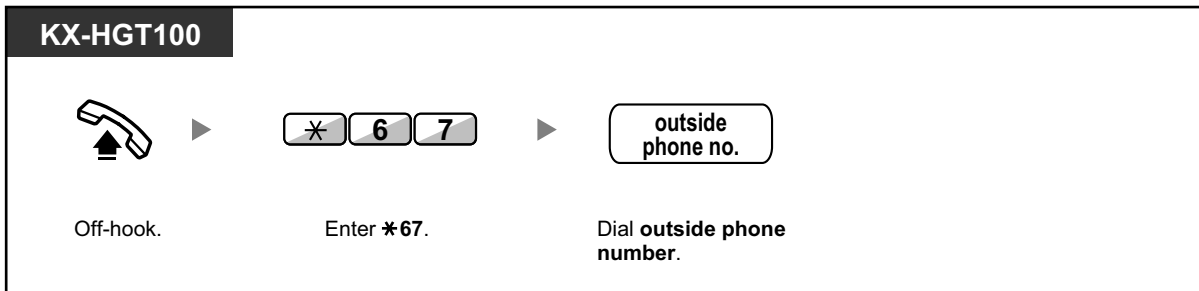 KX-HGT100
* 6 7
outside
phone no.
Off-hook.
Enter *67.
Dial outside phone
number.